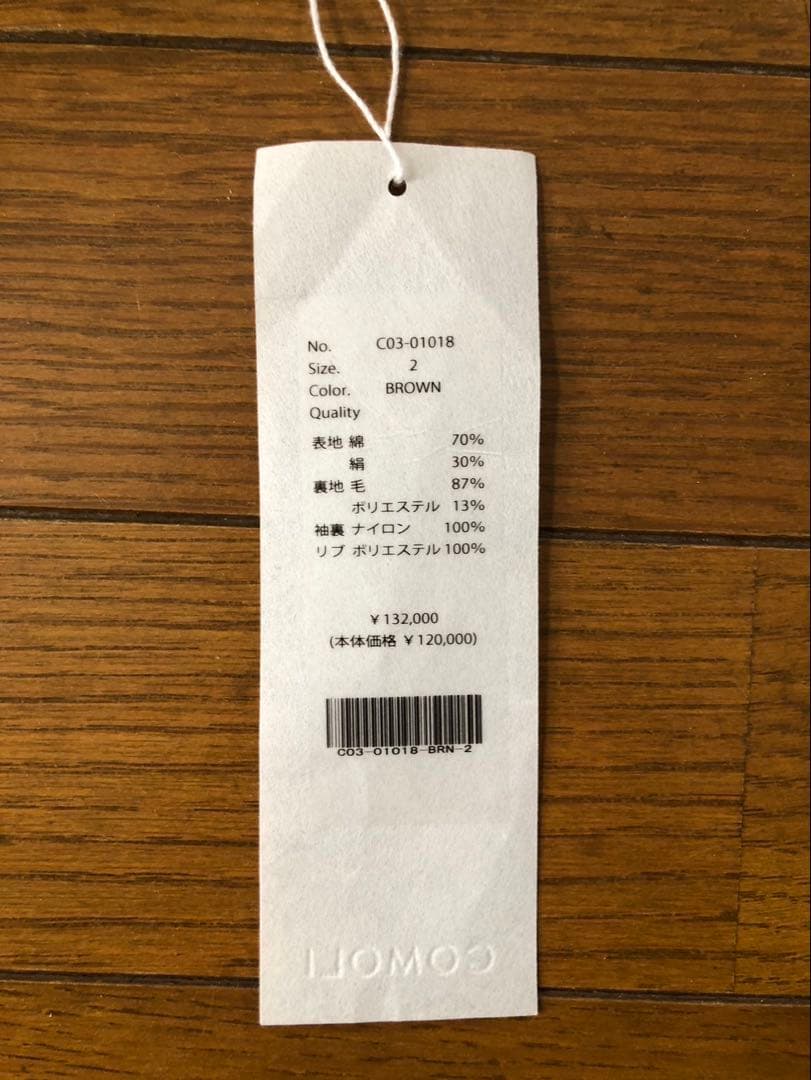 No. C03-01018
Size. 2
Color. BROWN
Quality
表地 綿 70%
絹 30%
裏地 毛 87%
ポリエステル 13%
袖裏 ナイロン 100%
リブ ポリエステル 100%
¥132,000
(本体価格 ¥120,000)
C03-01018-BRN-2
COMOLI